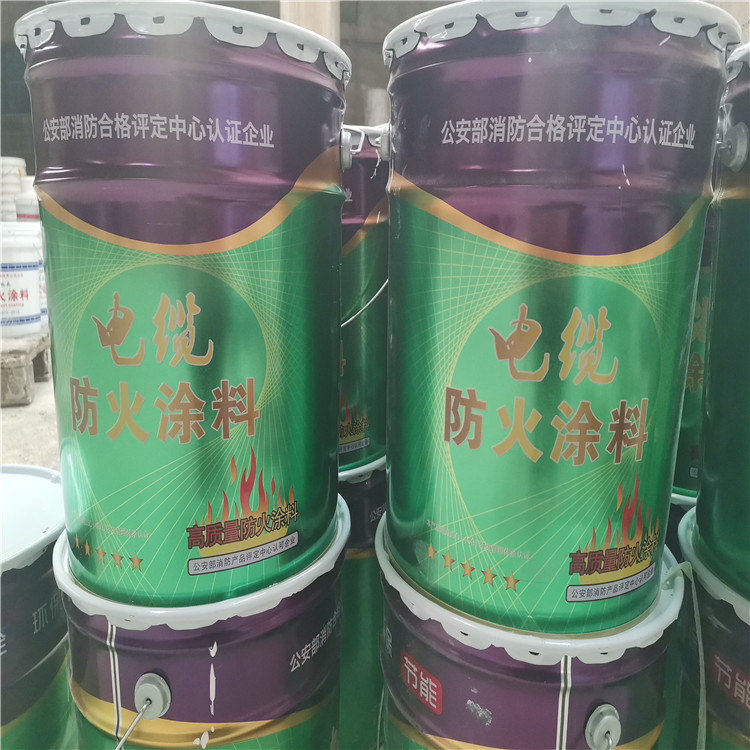 公安部消防合格评定中心认证企业
电缆
防火涂料
高质量防火涂料
公安部消防产品评定中心认可企业
公安部消防合格评定中心认证企业
电缆
防火涂料
高质量防火涂料
公安部消防产品评定中心认可企业
火涂料
环
公安部消防
节能